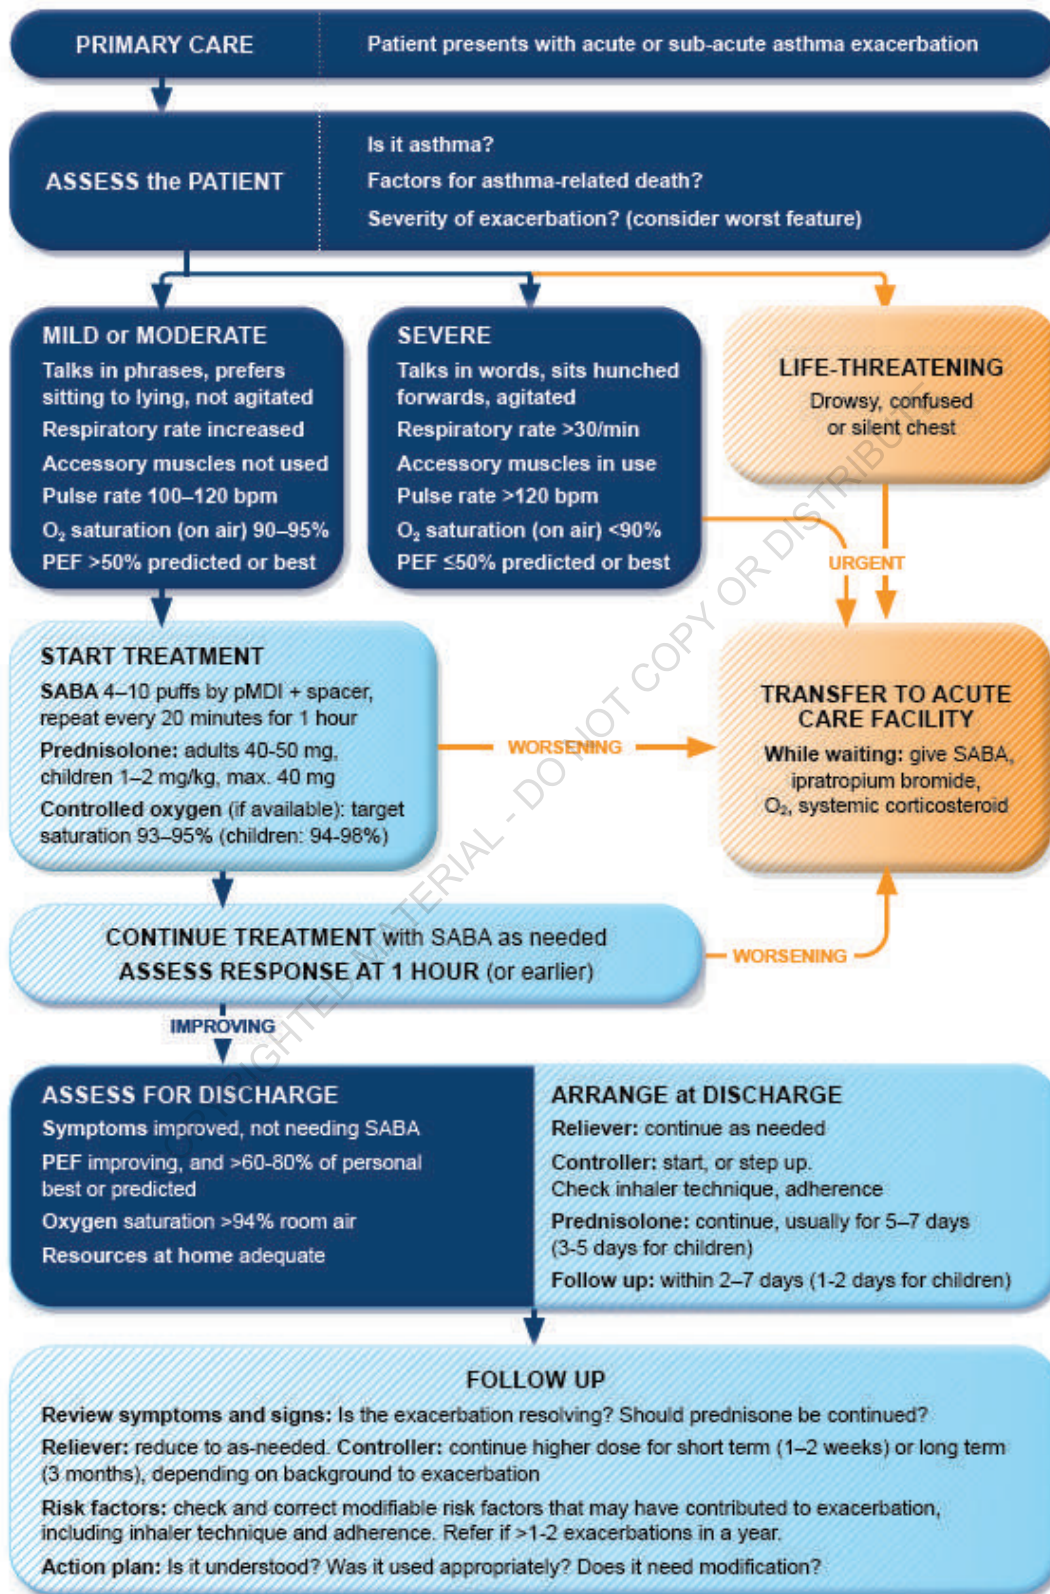 PRIMARY CARE
Patient presents with acute or sub-acute asthma exacerbation
ASSESS the PATIENT
Is it asthma?
Factors for asthma-related death?
Severity of exacerbation? (consider worst feature)
MILD or MODERATE
Talks in phrases, prefers
sitting to lying, not agitated
Respiratory rate increased
Accessory muscles not used
Pulse rate 100–120 bpm
O₂ saturation (on air) 90–95%
PEF >50% predicted or best
SEVERE
Talks in words, sits hunched
forwards, agitated
Respiratory rate >30/min
Accessory muscles in use
Pulse rate >120 bpm
O₂ saturation (on air) <90%
PEF ≤50% predicted or best
LIFE-THREATENING
Drowsy, confused
or silent chest
URGENT
START TREATMENT
SABA 4–10 puffs by pMDI + spacer,
repeat every 20 minutes for 1 hour
Prednisolone: adults 40-50 mg,
children 1–2 mg/kg, max. 40 mg
Controlled oxygen (if available): target
saturation 93–95% (children: 94-98%)
WORSENING
TRANSFER TO ACUTE
CARE FACILITY
While waiting: give SABA,
ipratropium bromide,
O₂, systemic corticosteroid
CONTINUE TREATMENT with SABA as needed
ASSESS RESPONSE AT 1 HOUR (or earlier)
WORSENING
IMPROVING
ASSESS FOR DISCHARGE
Symptoms improved, not needing SABA
PEF improving, and >60-80% of personal
best or predicted
Oxygen saturation >94% room air
Resources at home adequate
ARRANGE at DISCHARGE
Reliever: continue as needed
Controller: start, or step up.
Check inhaler technique, adherence
Prednisolone: continue, usually for 5–7 days
(3-5 days for children)
Follow up: within 2–7 days (1-2 days for children)
FOLLOW UP
Review symptoms and signs: Is the exacerbation resolving? Should prednisone be continued?
Reliever: reduce to as-needed. Controller: continue higher dose for short term (1–2 weeks) or long term
(3 months), depending on background to exacerbation
Risk factors: check and correct modifiable risk factors that may have contributed to exacerbation,
including inhaler technique and adherence. Refer if >1-2 exacerbations in a year.
Action plan: Is it understood? Was it used appropriately? Does it need modification?
COPYRIGHTED MATERIAL - DO NOT COPY OR DISTRIBUTE